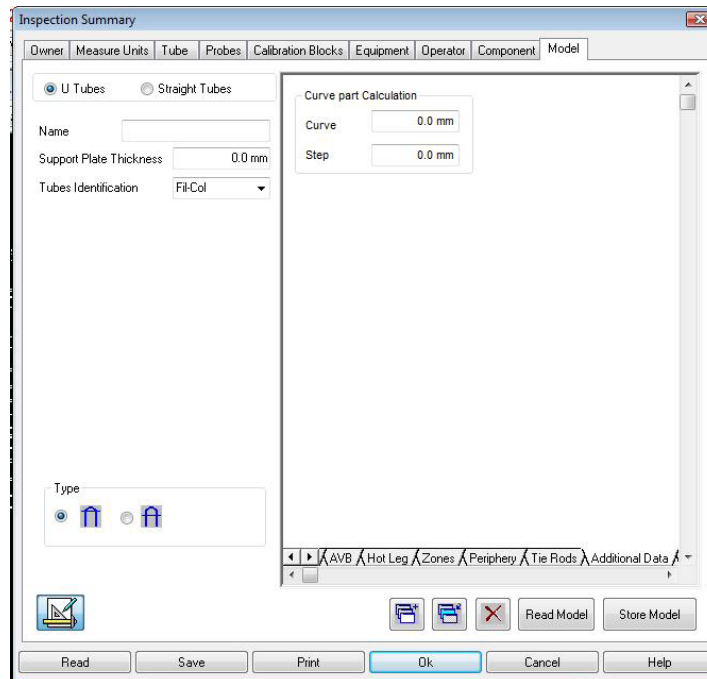 Inspection Summary
Owner Measure Units Tube Probes Calibration Blocks Equipment Operator Component Model
U Tubes Straight Tubes
Name
Support Plate Thickness 0.0 mm
Tubes Identification Fil-Col
Curve part Calculation
Curve 0.0 mm
Step 0.0 mm
Type
AVB Hot Leg Zones Periphery Tie Rods Additional Data
Read Model Store Model
Read Save Print Ok Cancel Help